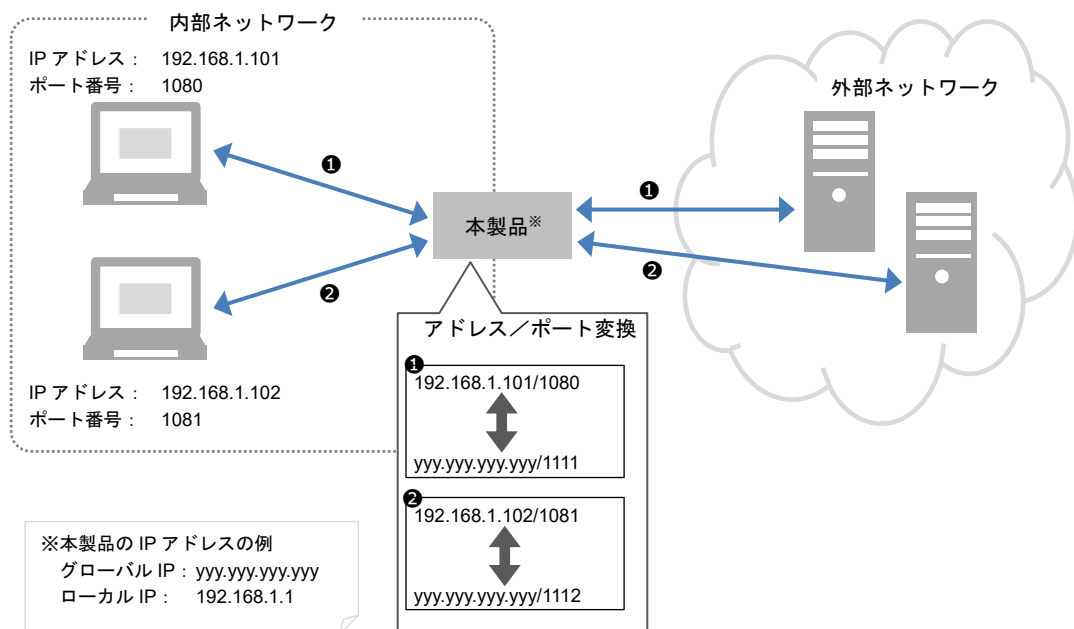 内部ネットワーク
IP アドレス： 192.168.1.101
ポート番号： 1080
外部ネットワーク
❶
❶
本製品※
❷
❷
アドレス／ポート変換
❶
192.168.1.101/1080
yyy.yyy.yyy.yyy/1111
❷
192.168.1.102/1081
yyy.yyy.yyy.yyy/1112
IP アドレス： 192.168.1.102
ポート番号： 1081
※本製品の IP アドレスの例
グローバル IP：yyy.yyy.yyy.yyy
ローカル IP： 192.168.1.1